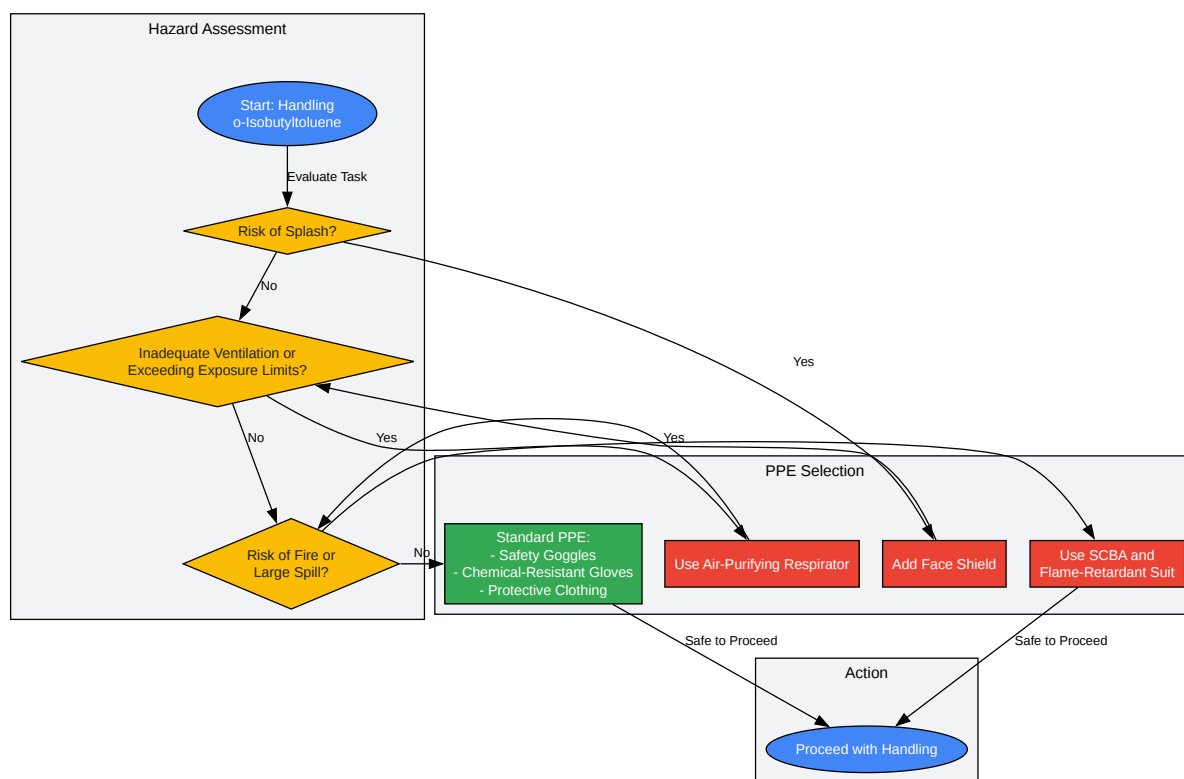 Hazard Assessment
Start: Handling
o-Isobutyltoluene
Evaluate Task
Risk of Splash?
No
Inadequate Ventilation or
Exceeding Exposure Limits?
Yes
No
Yes
Yes
PPE Selection
Risk of Fire or
Large Spill?
No
Standard PPE:
- Safety Goggles
- Chemical-Resistant Gloves
- Protective Clothing
Use Air-Purifying Respirator
Add Face Shield
Use SCBA and
Flame-Retardant Suit
Safe to Proceed
Safe to Proceed
Action
Proceed with Handling